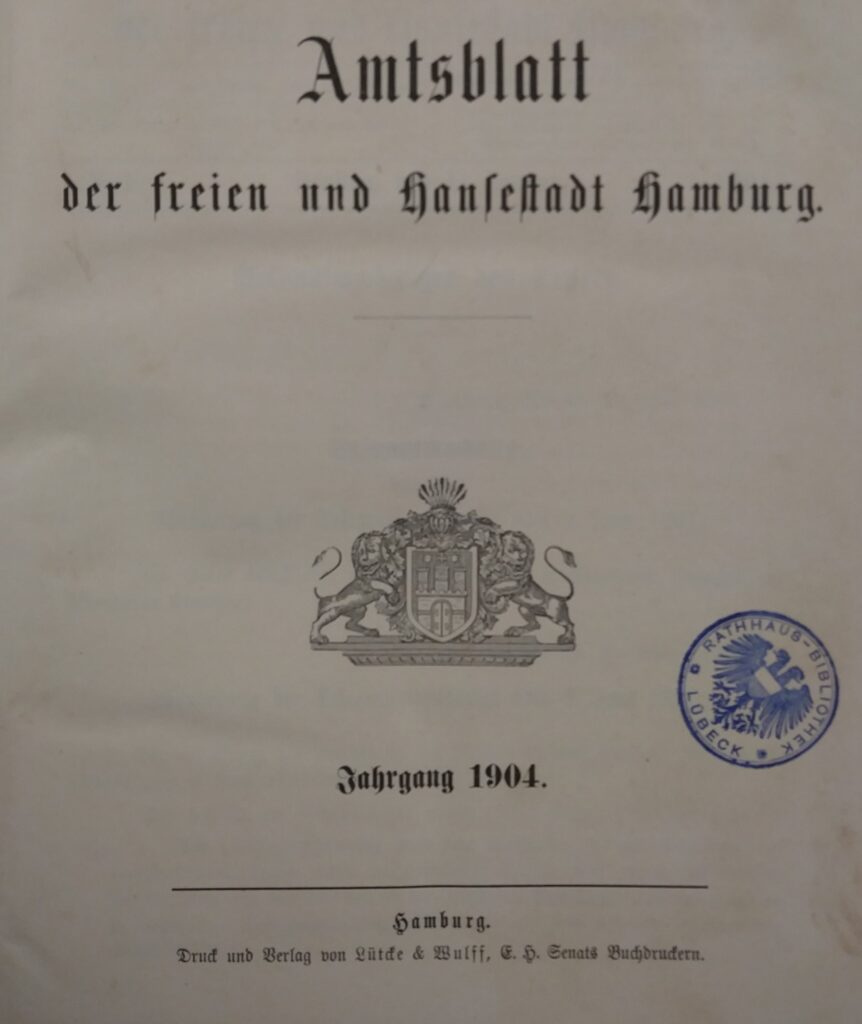 Amtsblatt
der freien und Hansestadt Hamburg.
RATHHAUS-BIBLIOTHEK
LÜBECK
Jahrgang 1904.
Hamburg.
Druck und Verlag von Lütcke & Wulff, E. H. Senats Buchdruckern.